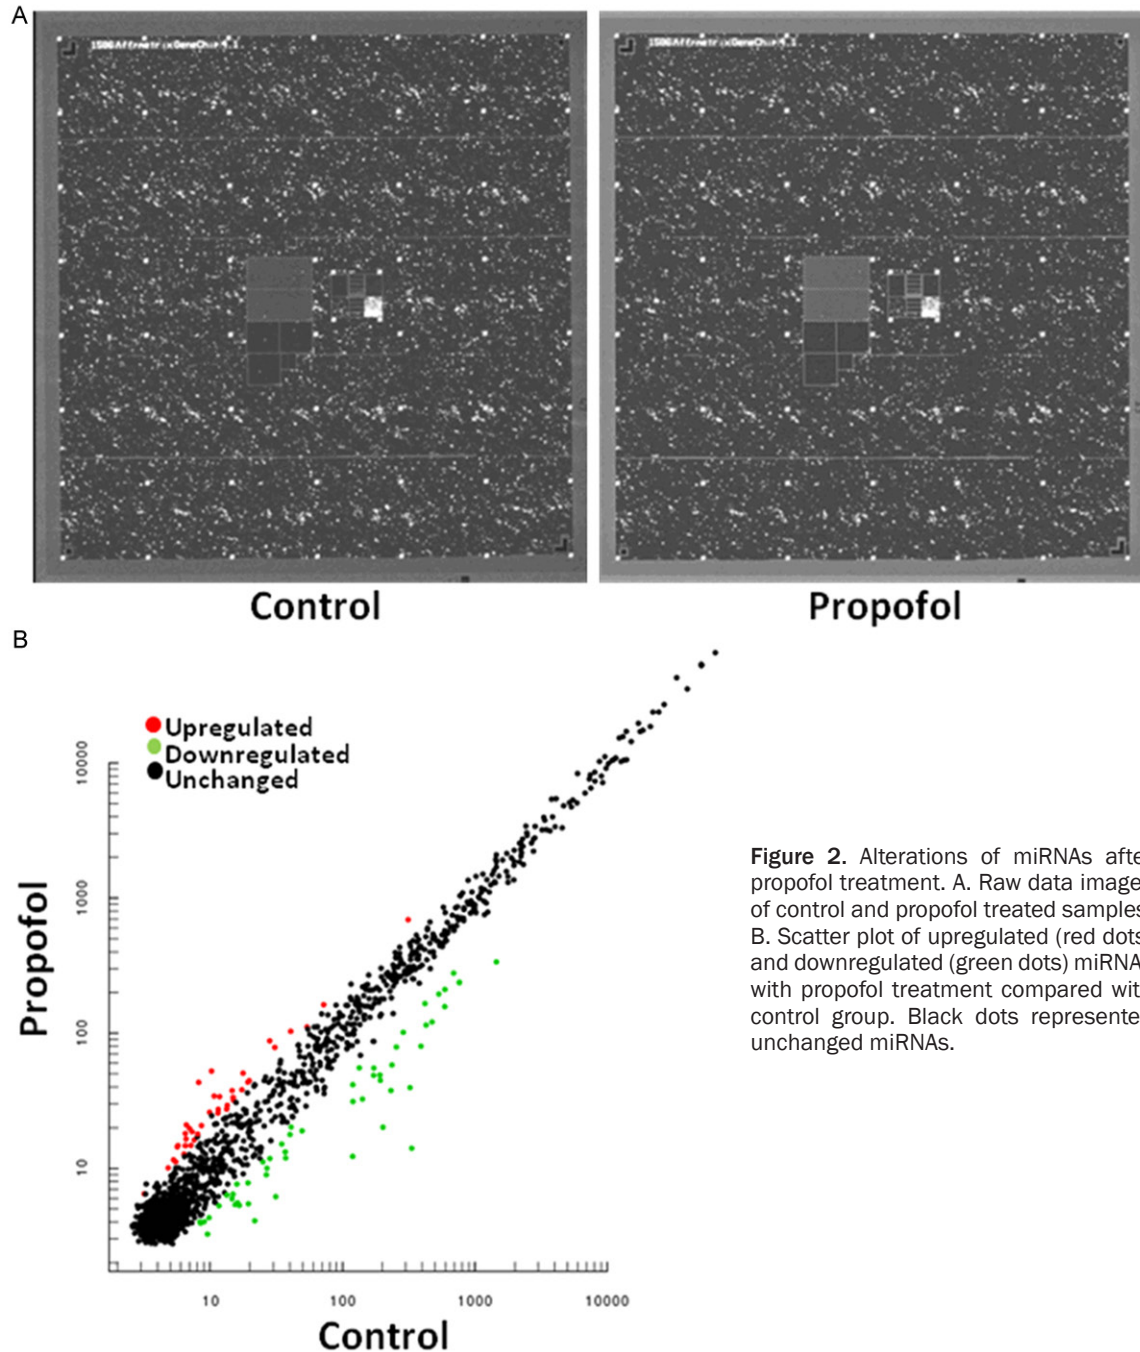 A
Control
Propofol
B
Upregulated
Downregulated
Unchanged
10000
1000
100
10
Propofol
10
100
1000
10000
Control
Figure 2. Alterations of miRNAs afte
propofol treatment. A. Raw data image
of control and propofol treated samples
B. Scatter plot of upregulated (red dots
and downregulated (green dots) miRNA
with propofol treatment compared wit
control group. Black dots represente
unchanged miRNAs.